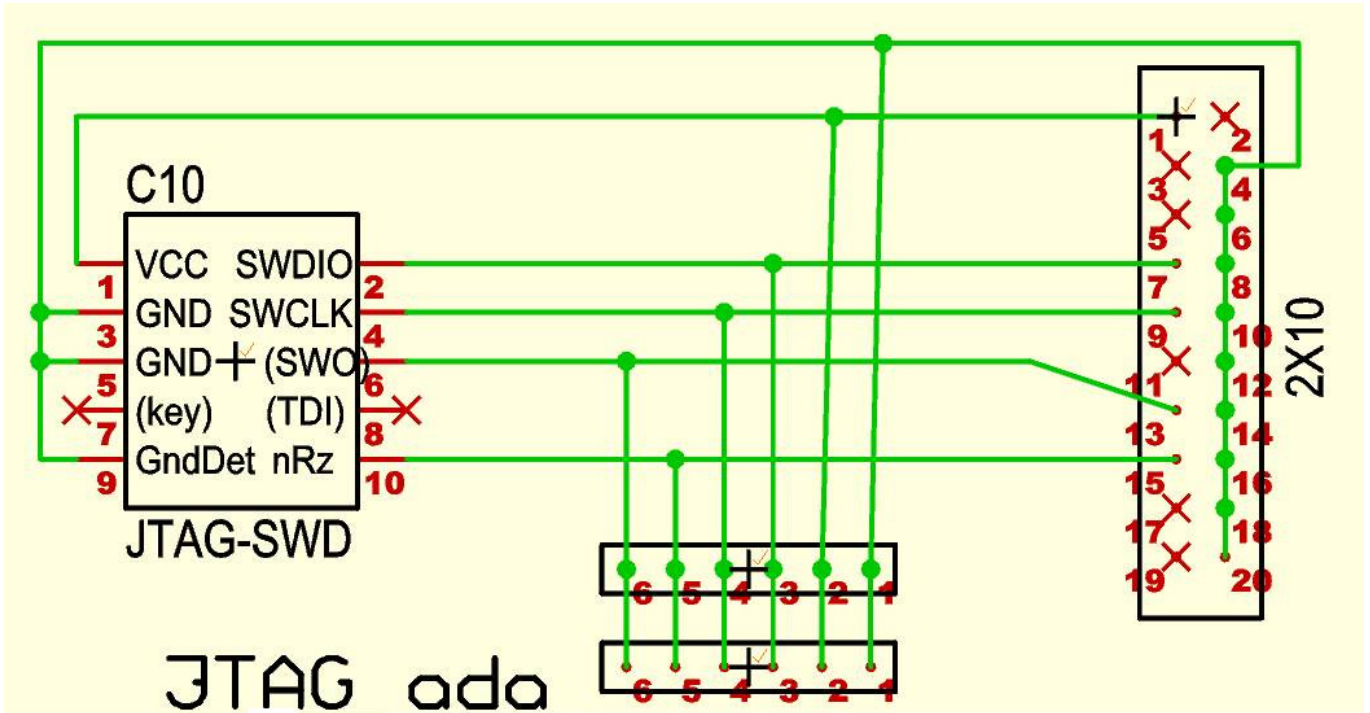 1 2
3 4
C10
5 6
VCC SWDIO
1 2
7 8
GND SWCLK
3 4
9 10
GND (SWO)
5 6
11 12
2X10
(key) (TDI)
7 8
13 14
GndDet nRz
9 10
15 16
JTAG-SWD
17 18
19 20
6 5 4 3 2 1
6 5 4 3 2 1
JTAG ada